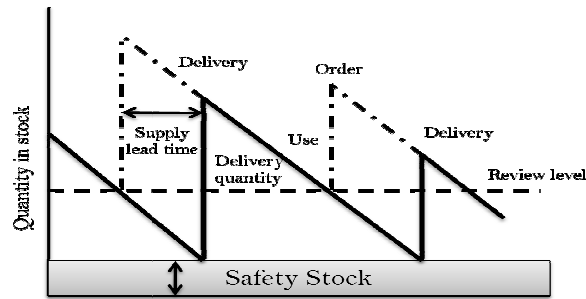 Delivery
Order
Supply
lead time
Use
Delivery
Delivery
quantity
Review level
Quantity in stock
Safety Stock